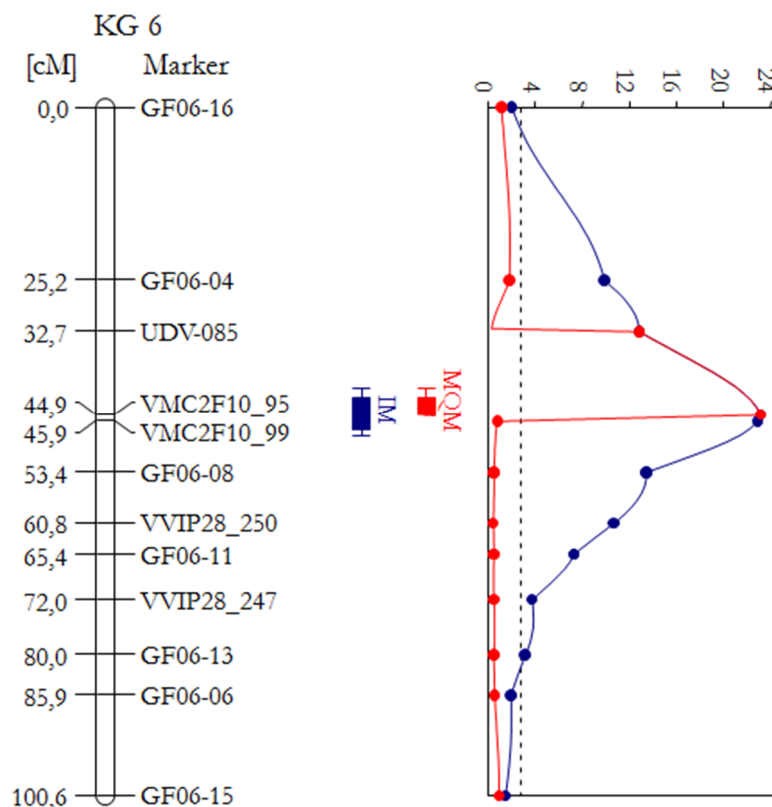 KG 6
[cM] Marker
0 4 8 12 16 20 24
0,0 GF06-16
25,2 GF06-04
32,7 UDV-085
44,9 VMC2F10_95
45,9 VMC2F10_99
53,4 GF06-08
60,8 VVIP28_250
65,4 GF06-11
72,0 VVIP28_247
80,0 GF06-13
85,9 GF06-06
100.6 GF06-15
IM
MQM